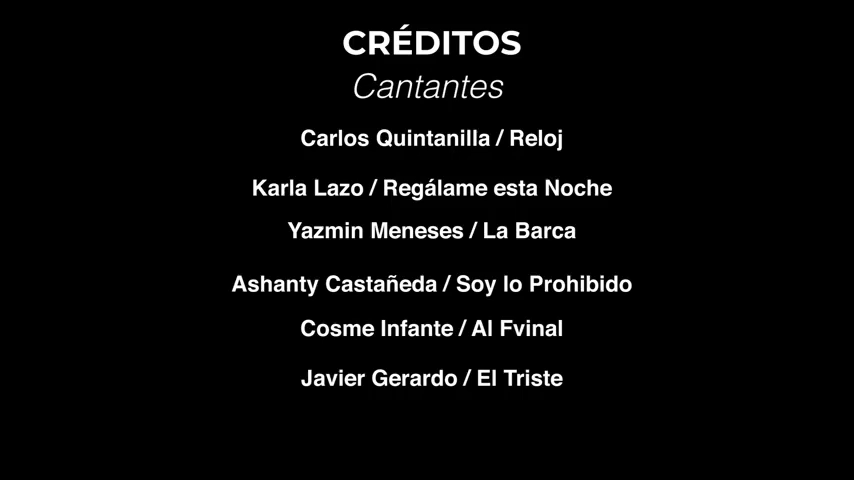 CRÉDITOS
Cantantes
Carlos Quintanilla / Reloj
Karla Lazo / Regálame esta Noche
Yazmin Meneses / La Barca
Ashanty Castañeda / Soy lo Prohibido
Cosme Infante / Al Fvinal
Javier Gerardo / El Triste